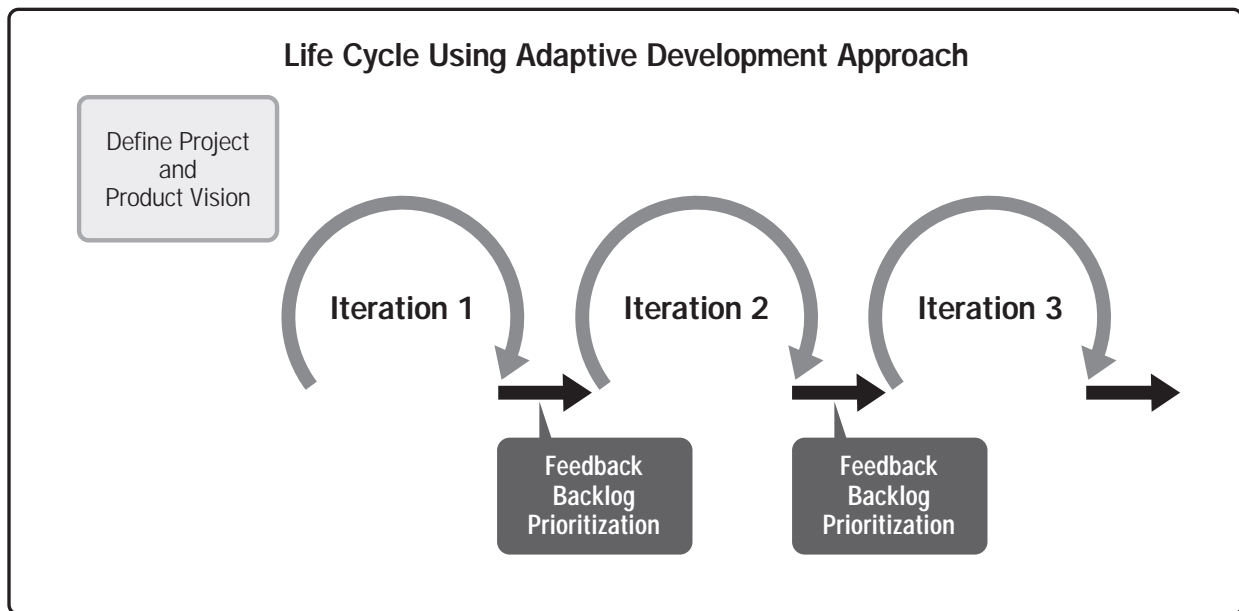 Life Cycle Using Adaptive Development Approach
Define Project
and
Product Vision
Iteration 1
Iteration 2
Iteration 3
Feedback
Backlog
Prioritization
Feedback
Backlog
Prioritization